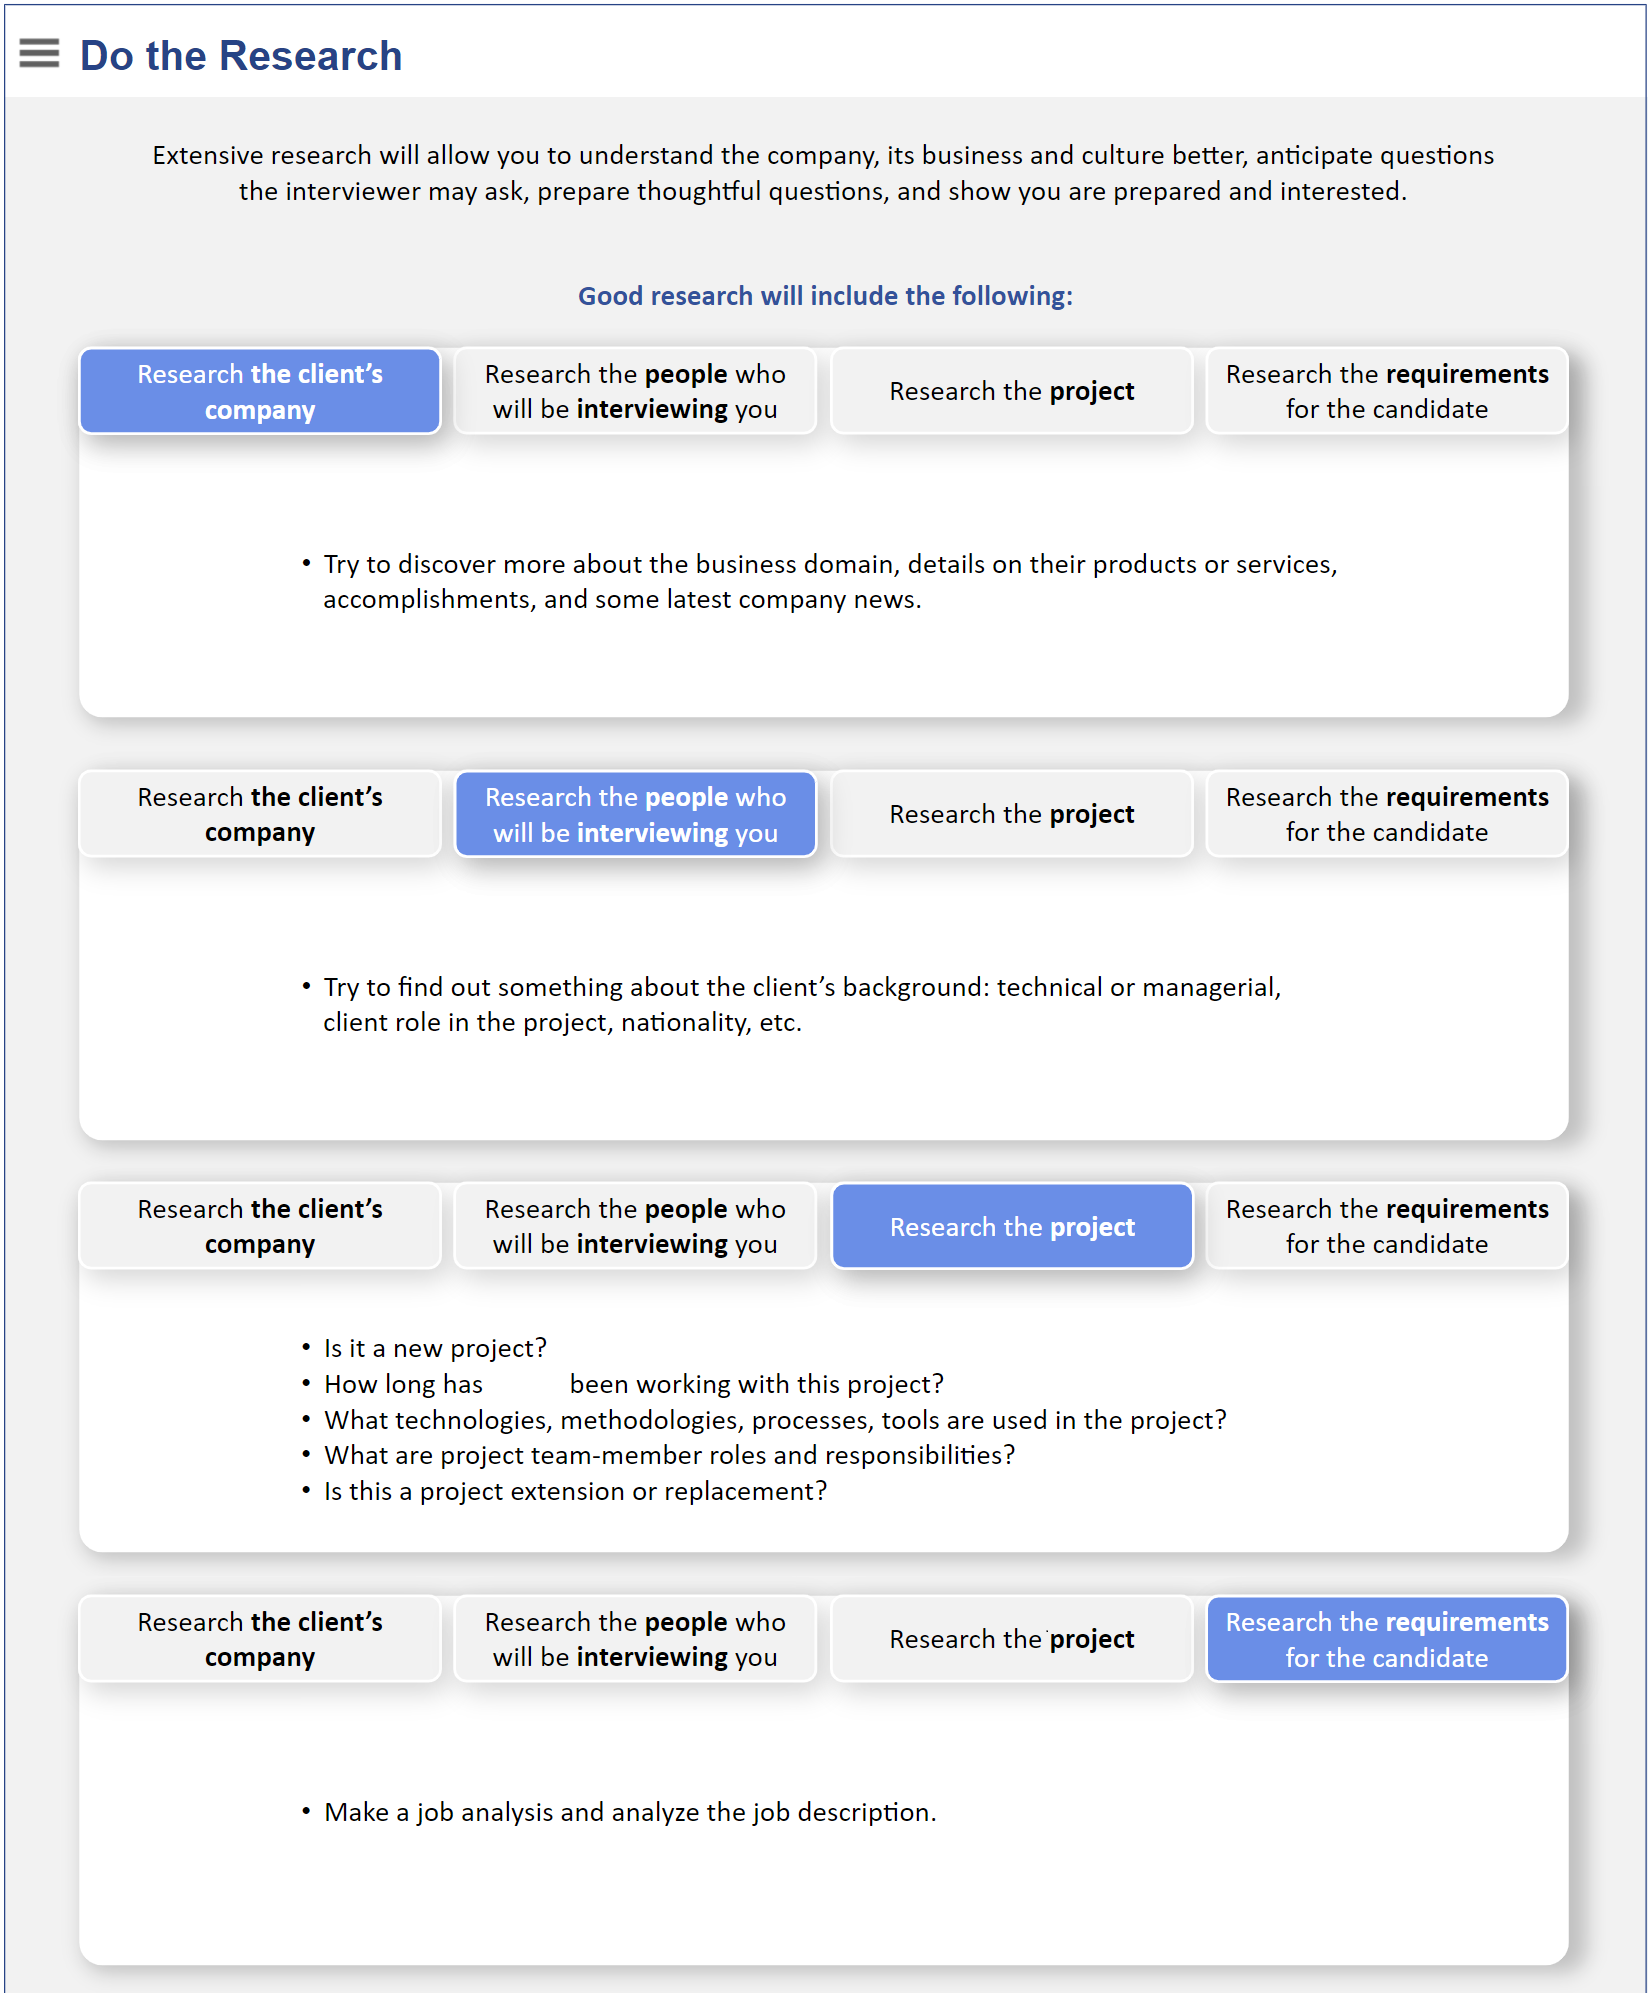 Do the Research
Extensive research will allow you to understand the company, its business and culture better, anticipate questions
the interviewer may ask, prepare thoughtful questions, and show you are prepared and interested.
Good research will include the following:
Research the client’s
company
Research the people who
will be interviewing you
Research the project
Research the requirements
for the candidate
• Try to discover more about the business domain, details on their products or services,
accomplishments, and some latest company news.
Research the client’s
company
Research the people who
will be interviewing you
Research the project
Research the requirements
for the candidate
• Try to find out something about the client’s background: technical or managerial,
client role in the project, nationality, etc.
Research the client’s
company
Research the people who
will be interviewing you
Research the project
Research the requirements
for the candidate
• Is it a new project?
• How long has been working with this project?
• What technologies, methodologies, processes, tools are used in the project?
• What are project team-member roles and responsibilities?
• Is this a project extension or replacement?
Research the client’s
company
Research the people who
will be interviewing you
Research the project
Research the requirements
for the candidate
• Make a job analysis and analyze the job description.